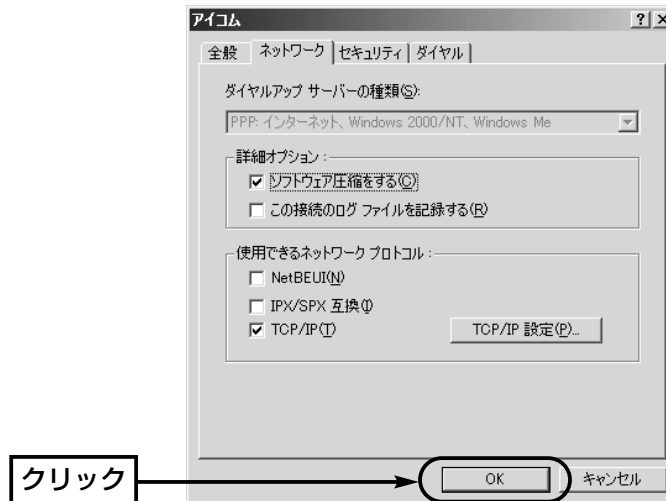 アイコム
全般 ネットワーク セキュリティ ダイヤル
ダイヤルアップ サーバーの種類(S):
PPP: インターネット、Windows 2000/NT、Windows Me
詳細オプション:
ソフトウェア圧縮をする(C)
この接続のログ ファイルを記録する(R)
使用できるネットワーク プロトコル:
NetBEUI(N)
IPX/SPX 互換(I)
TCP/IP(T) TCP/IP 設定(P)...
クリック OK キャンセル